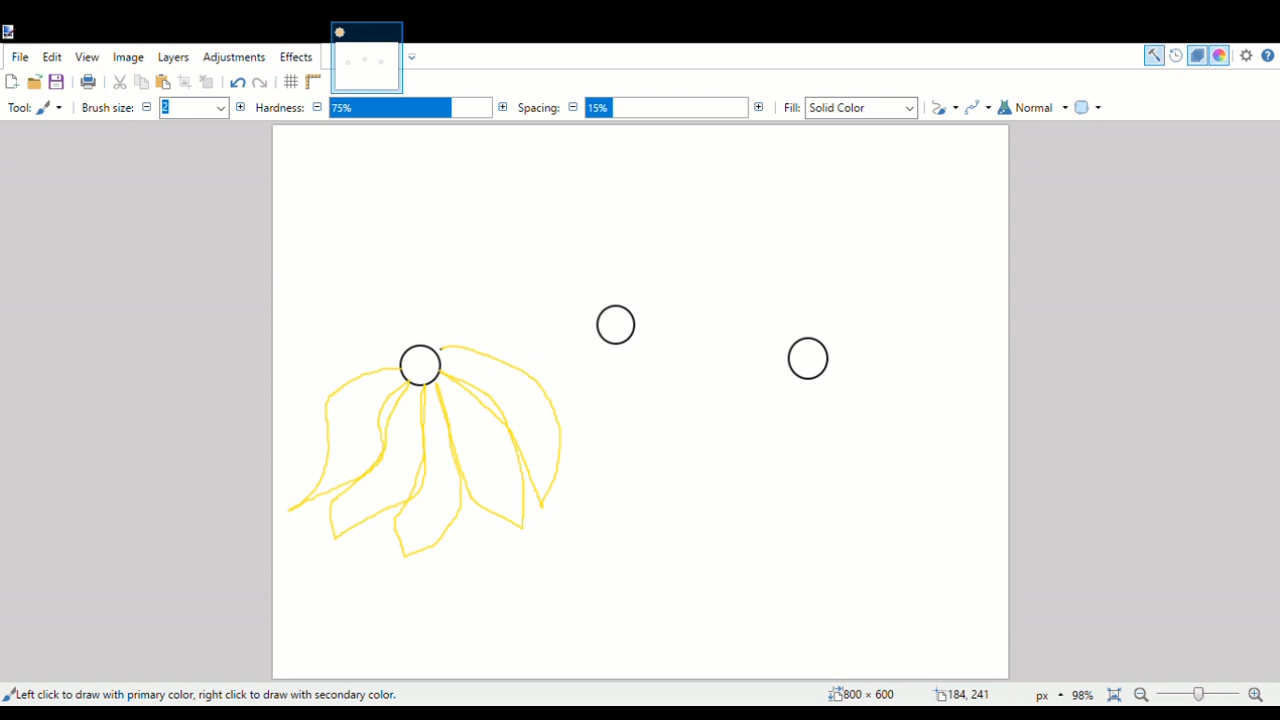 File Edit View Image Layers Adjustments Effects
Tool: Brush size: 2 Hardness: 75% Spacing: 15% Fill: Solid Color Normal
Left click to draw with primary color, right click to draw with secondary color. 800 × 600 184, 241 px 98%